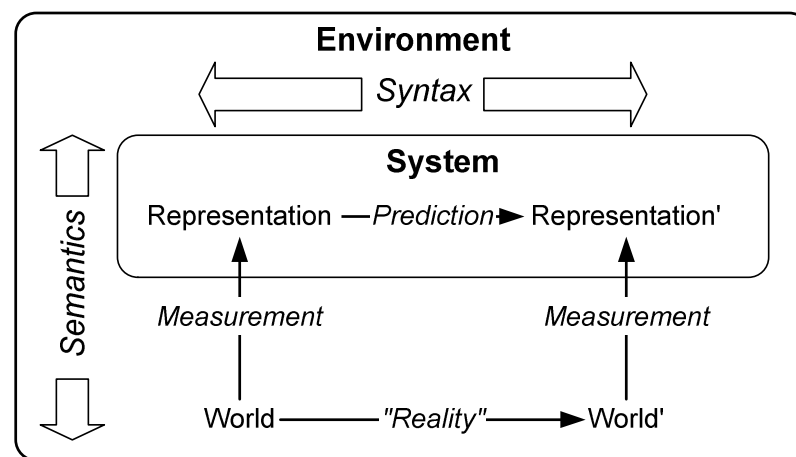 Environment
Syntax
System
Semantics
Representation
Prediction
Representation'
Measurement
Measurement
World
"Reality"
World'